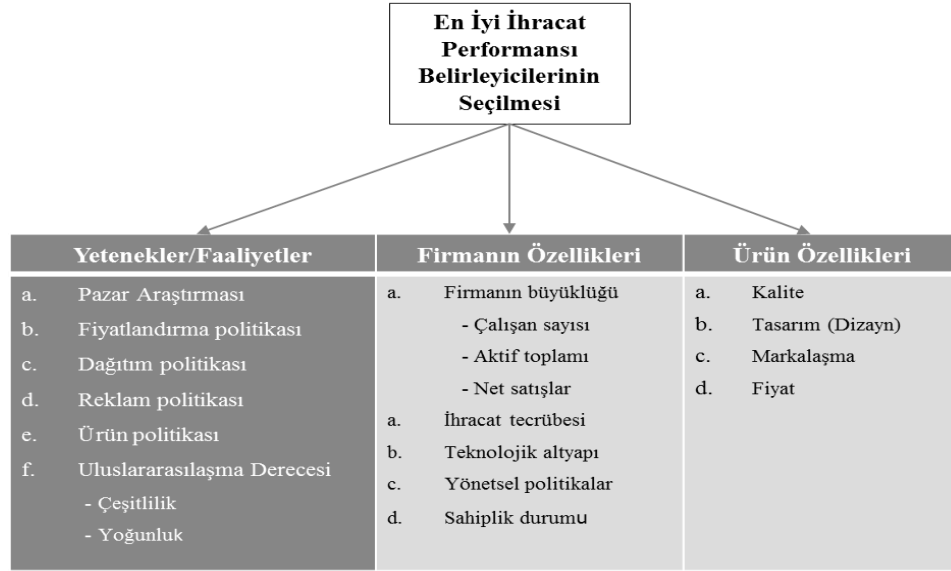 En İyi İhracat
Performansı
Belirleyicilerinin
Seçilmesi
Yetenekler/Faaliyetler
a. Pazar Araştırması
b. Fiyatlandırma politikası
c. Dağıtım politikası
d. Reklam politikası
e. Ürün politikası
f. Uluslararasılaşma Derecesi
- Çeşitlilik
- Yoğunluk
Firmanın Özellikleri
a. Firmanın büyüklüğü
- Çalışan sayısı
- Aktif toplamı
- Net satışlar
a. İhracat tecrübesi
b. Teknolojik altyapı
c. Yönetsel politikalar
d. Sahiplik durumu
Ürün Özellikleri
a. Kalite
b. Tasarım (Dizayn)
c. Markalaşma
d. Fiyat